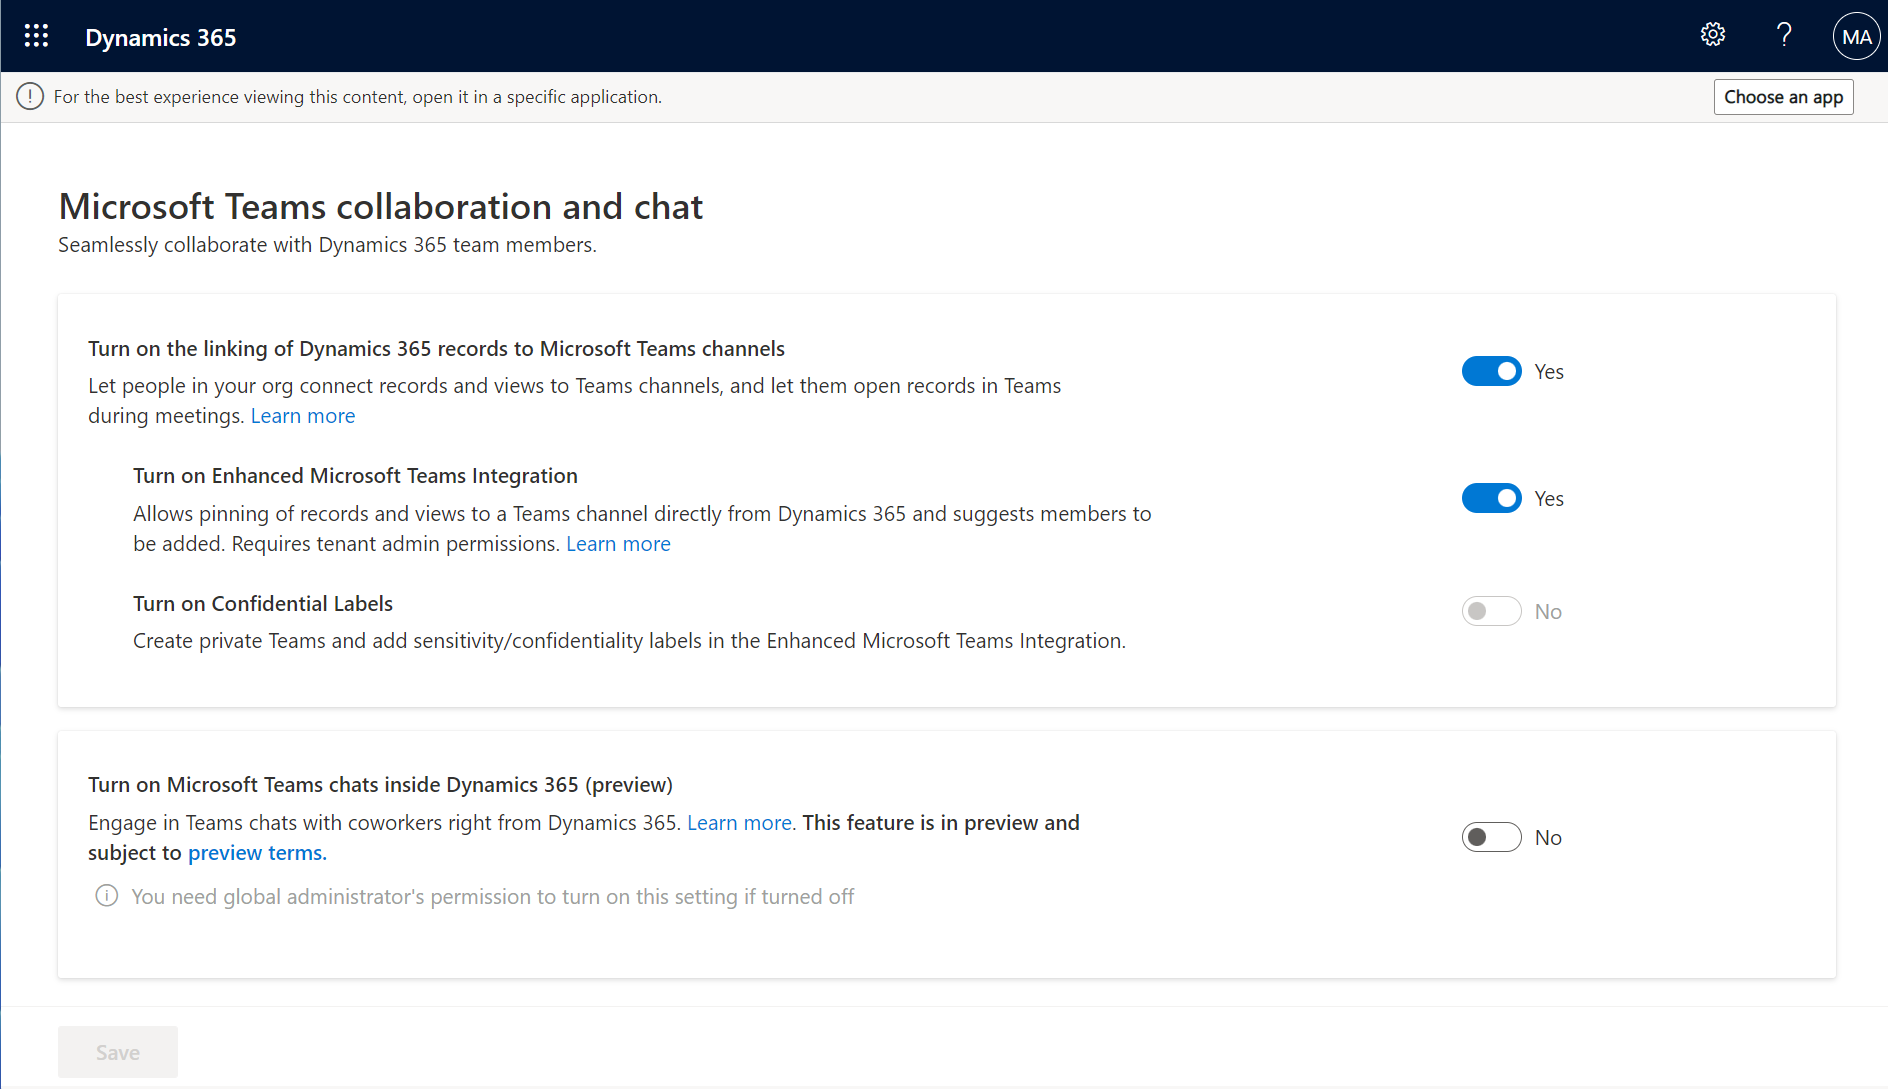 Dynamics 365
?
MA
For the best experience viewing this content, open it in a specific application.
Choose an app
Microsoft Teams collaboration and chat
Seamlessly collaborate with Dynamics 365 team members.
Turn on the linking of Dynamics 365 records to Microsoft Teams channels
Let people in your org connect records and views to Teams channels, and let them open records in Teams
during meetings. Learn more
Yes
Turn on Enhanced Microsoft Teams Integration
Allows pinning of records and views to a Teams channel directly from Dynamics 365 and suggests members to
be added. Requires tenant admin permissions. Learn more
Yes
Turn on Confidential Labels
Create private Teams and add sensitivity/confidentiality labels in the Enhanced Microsoft Teams Integration.
No
Turn on Microsoft Teams chats inside Dynamics 365 (preview)
Engage in Teams chats with coworkers right from Dynamics 365. Learn more. This feature is in preview and
subject to preview terms.
No
You need global administrator's permission to turn on this setting if turned off
Save